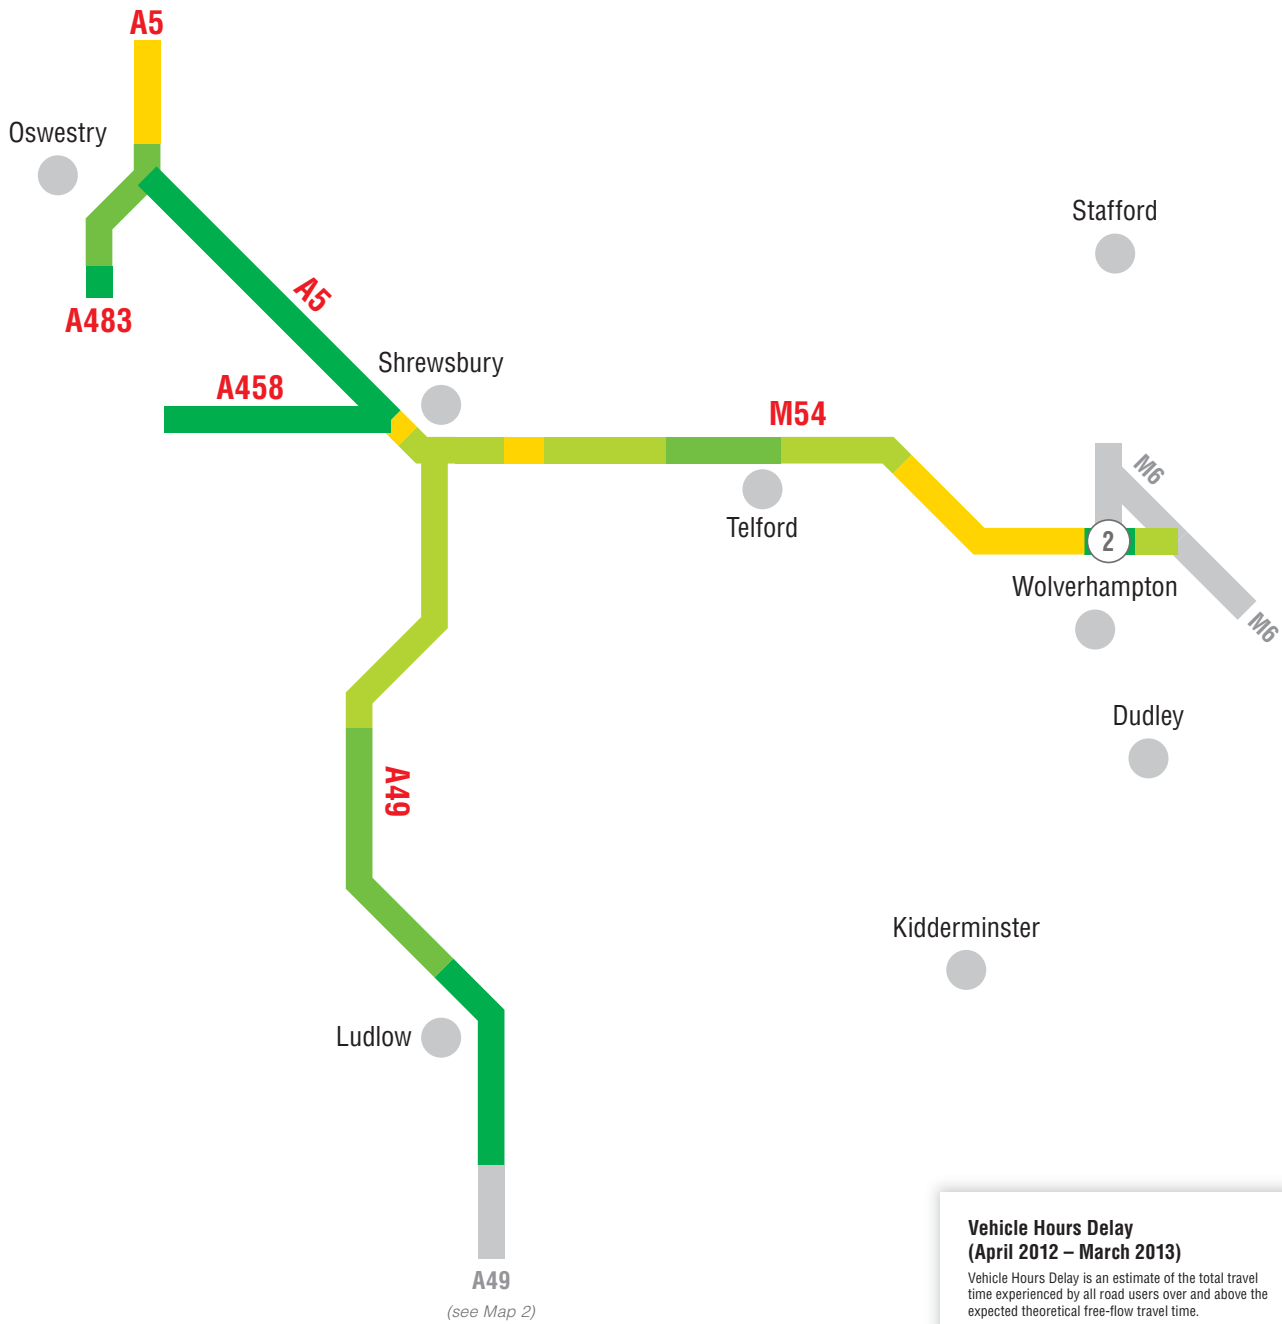 A5
Oswestry
Stafford
A5
A483
Shrewsbury
A458
M54
M6
Telford
2
Wolverhampton
M6
Dudley
A49
Kidderminster
Ludlow
Vehicle Hours Delay
(April 2012 – March 2013)
Vehicle Hours Delay is an estimate of the total travel
time experienced by all road users over and above the
expected theoretical free-flow travel time.
A49
(see Map 2)